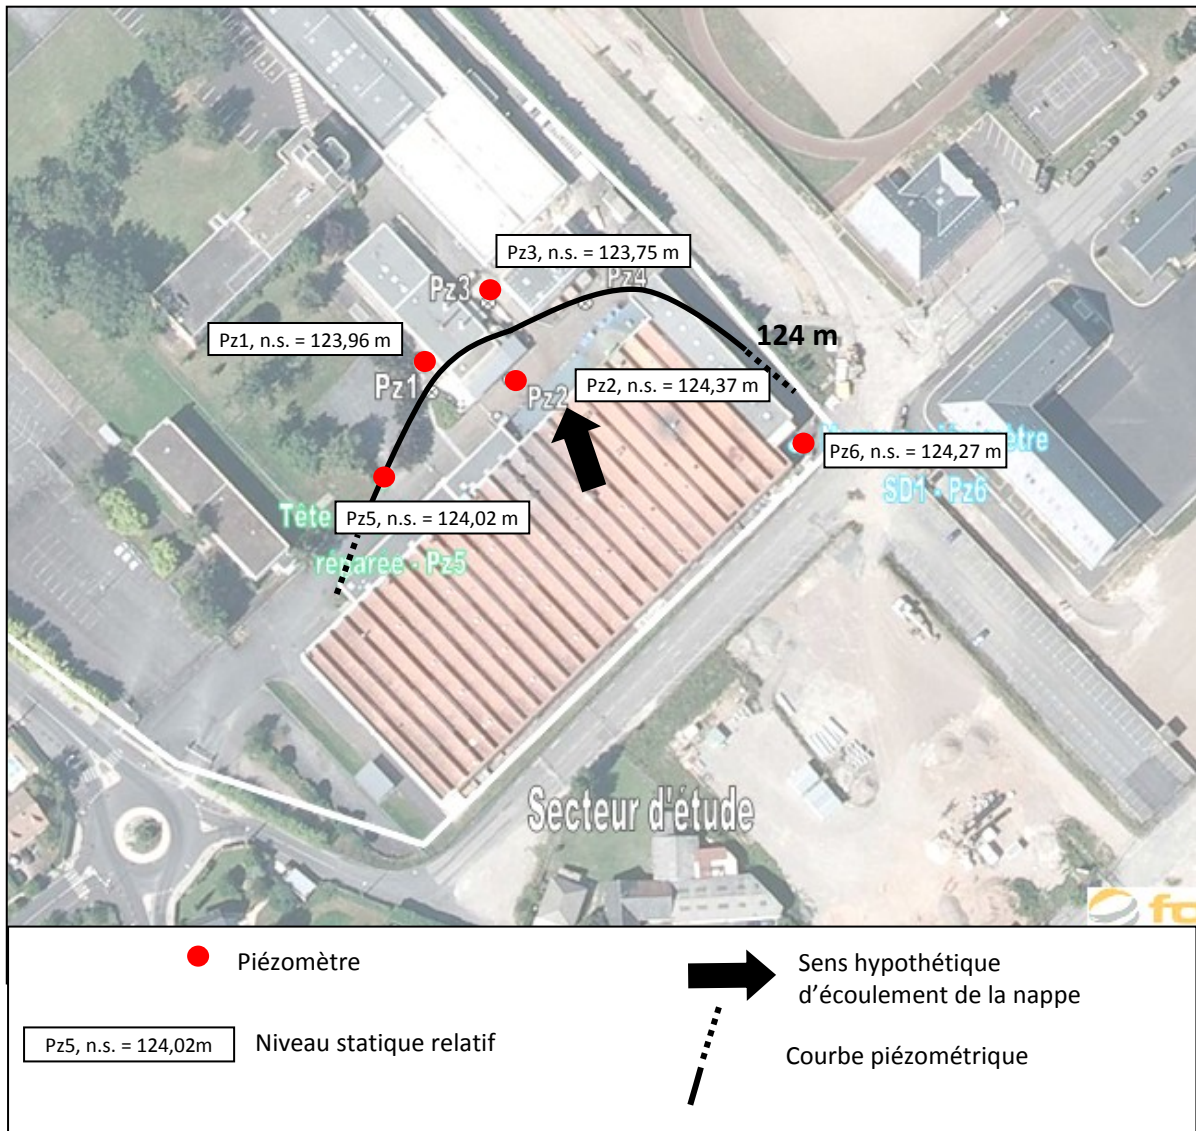 Pz3, n.s. = 123,75 m
Pz4
Pz3
Pz1, n.s. = 123,96 m
124 m
Pz1
Pz2
Pz2, n.s. = 124,37 m
Pz6, n.s. = 124,27 m
SD1 - Pz6
Pz5, n.s. = 124,02 m
Tête
réparée - Pz5
Secteur d'étude
Piézomètre
Sens hypothétique
d'écoulement de la nappe
Pz5, n.s. = 124,02m
Niveau statique relatif
Courbe piézométrique